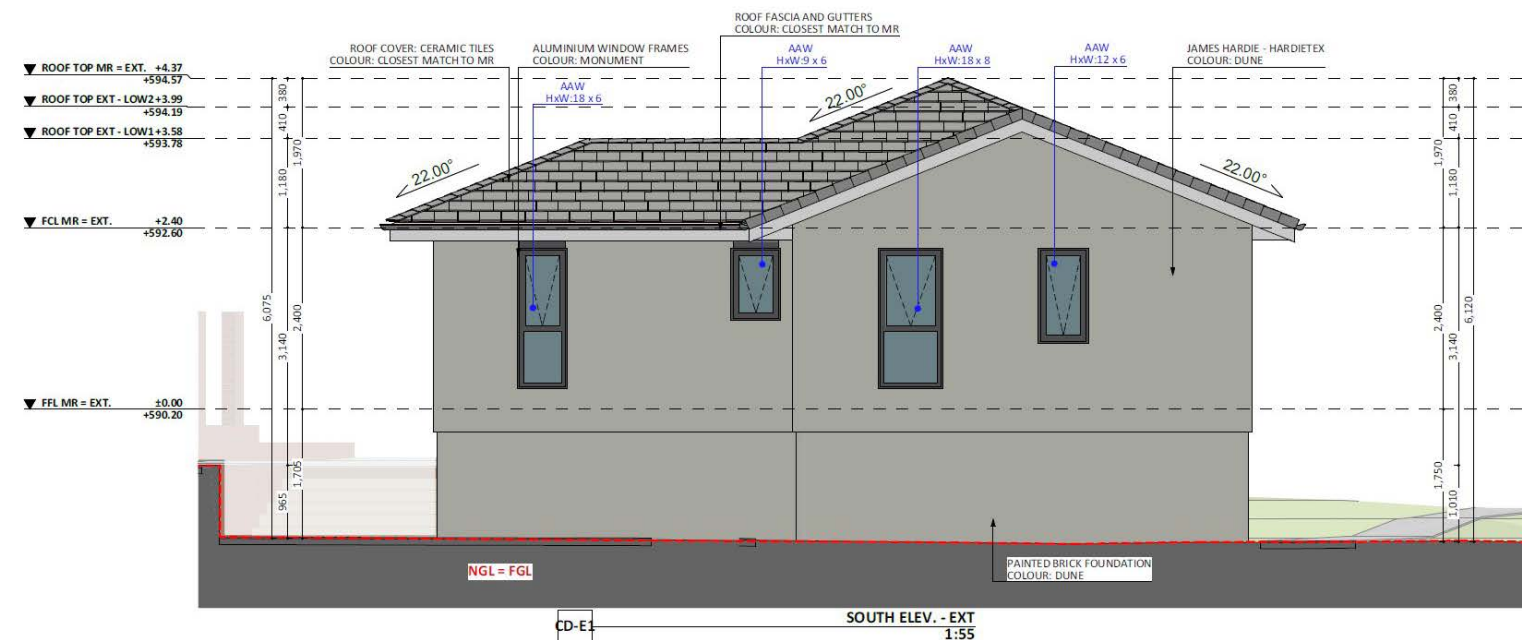 ROOF FASCIA AND GUTTERS
COLOUR: CLOSEST MATCH TO MR
ROOF COVER: CERAMIC TILES
COLOUR: CLOSEST MATCH TO MR
ALUMINIUM WINDOW FRAMES
COLOUR: MONUMENT
AAW
HxW:9 x 6
AAW
HxW:18 x 8
AAW
HxW:12 x 6
JAMES HARDIE - HARDIETEX
COLOUR: DUNE
AAW
HxW:18 x 6
ROOF TOP MR = EXT. +4.37
+594.57
ROOF TOP EXT - LOW2 +3.99
+594.19
ROOF TOP EXT - LOW1 +3.58
+593.78
FCL MR = EXT. +2.40
+592.60
FFL MR = EXT. ±0.00
+590.20
380
410
1,970
1,180
6,075
2,400
3,140
1,705
965
22.00°
22.00°
22.00°
380
410
1,970
1,180
2,400
6,120
3,140
1,750
1,010
NGL = FGL
PAINTED BRICK FOUNDATION
COLOUR: DUNE
CD-E1
SOUTH ELEV. - EXT
1:55